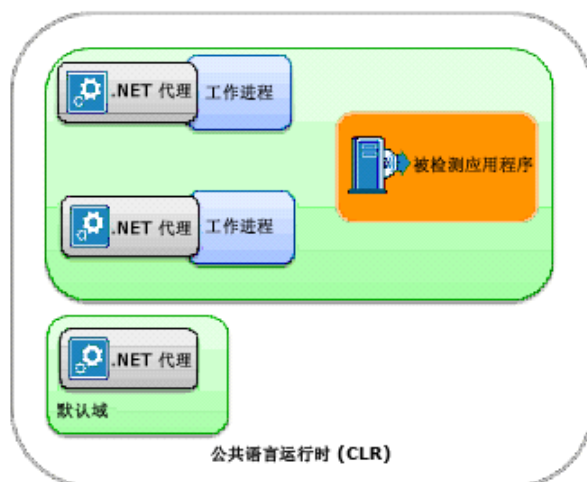 .NET 代理
工作进程
被检测应用程序
.NET 代理
工作进程
.NET 代理
默认域
公共语言运行时 (CLR)